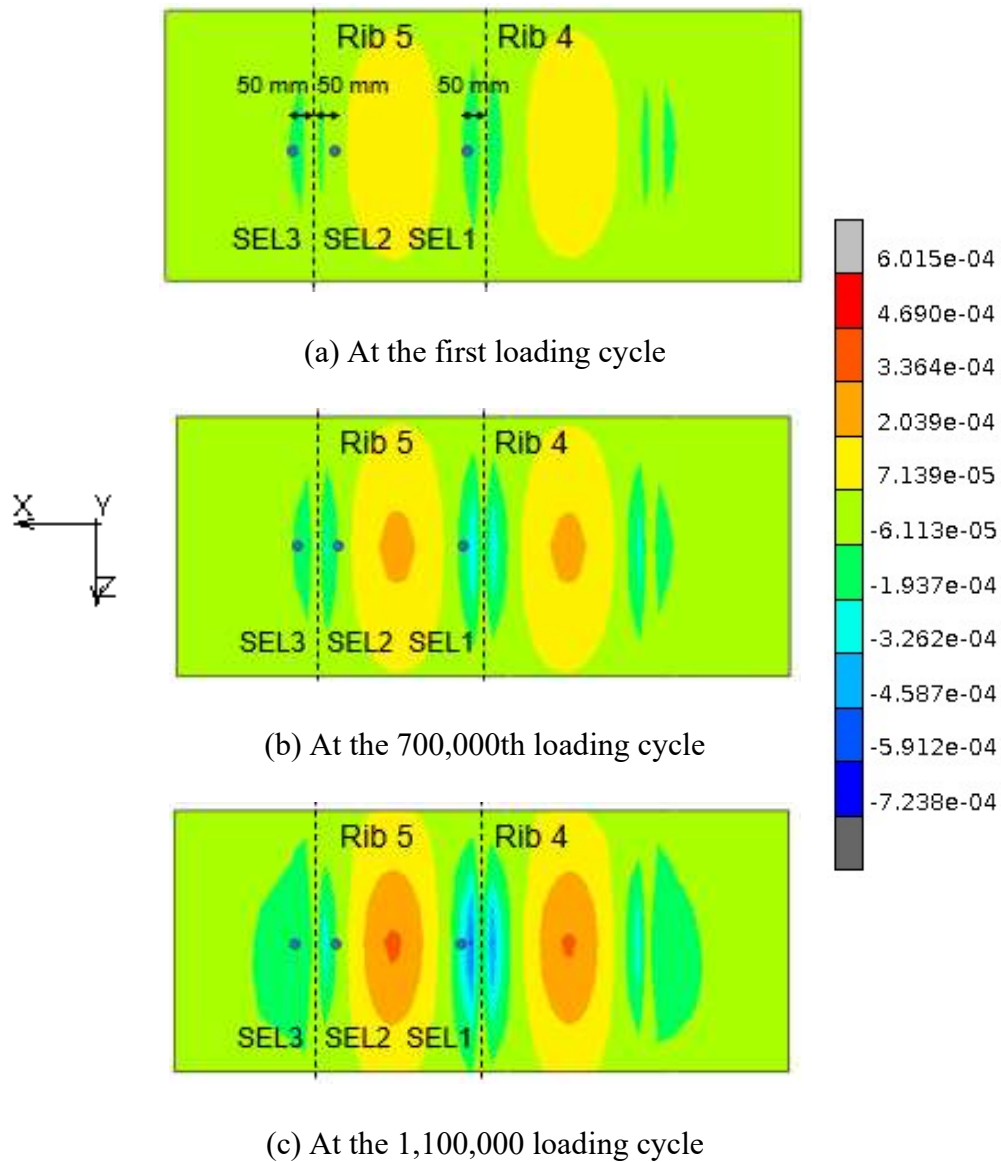 Rib 5 Rib 4
50 mm 50 mm 50 mm
SEL3 SEL2 SEL1
(a) At the first loading cycle
6.015e-04
4.690e-04
3.364e-04
2.039e-04
7.139e-05
-6.113e-05
-1.937e-04
-3.262e-04
-4.587e-04
-5.912e-04
-7.238e-04
X Y
Z
Rib 5 Rib 4
SEL3 SEL2 SEL1
(b) At the 700,000th loading cycle
Rib 5 Rib 4
SEL3 SEL2 SEL1
(c) At the 1,100,000 loading cycle